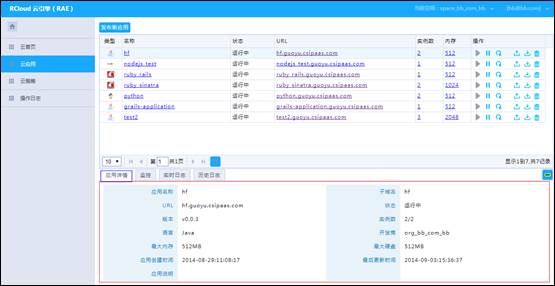 RCloud 云引擎（RAE）
当前空间：space_bb_com_bb
[bb@bb.com]
云首页
云应用
云服务
操作日志
发布新应用
类型 名称 状态 URL 实例数 内存 操作
hf 运行中 hf.guoyu.csipaas.com 2 512
nodejs_test 运行中 nodejs_test.guoyu.csipaas.com 2 512
ruby_rails 运行中 ruby_rails.guoyu.csipaas.com 1 512
ruby_sinatra 运行中 ruby_sinatra.guoyu.csipaas.com 2 1024
python 运行中 python.guoyu.csipaas.com 2 512
grails-application 运行中 grails-application.guoyu.csipaas.com 1 512
test2 运行中 test2.guoyu.csipaas.com 3 2048
10 第 1 共1页 显示1到7,共7记录
应用详情 监控 实时日志 历史日志
应用名称 hf 子域名 hf
URL hf.guoyu.csipaas.com 状态 运行中
版本 v0.0.3 实例数 2/2
语言 Java 开发商 org_bb_com_bb
最大内存 512MB 最大硬盘 512MB
应用创建时间 2014-08-29:11:08:17 最后更新时间 2014-09-03:15:36:37
应用说明